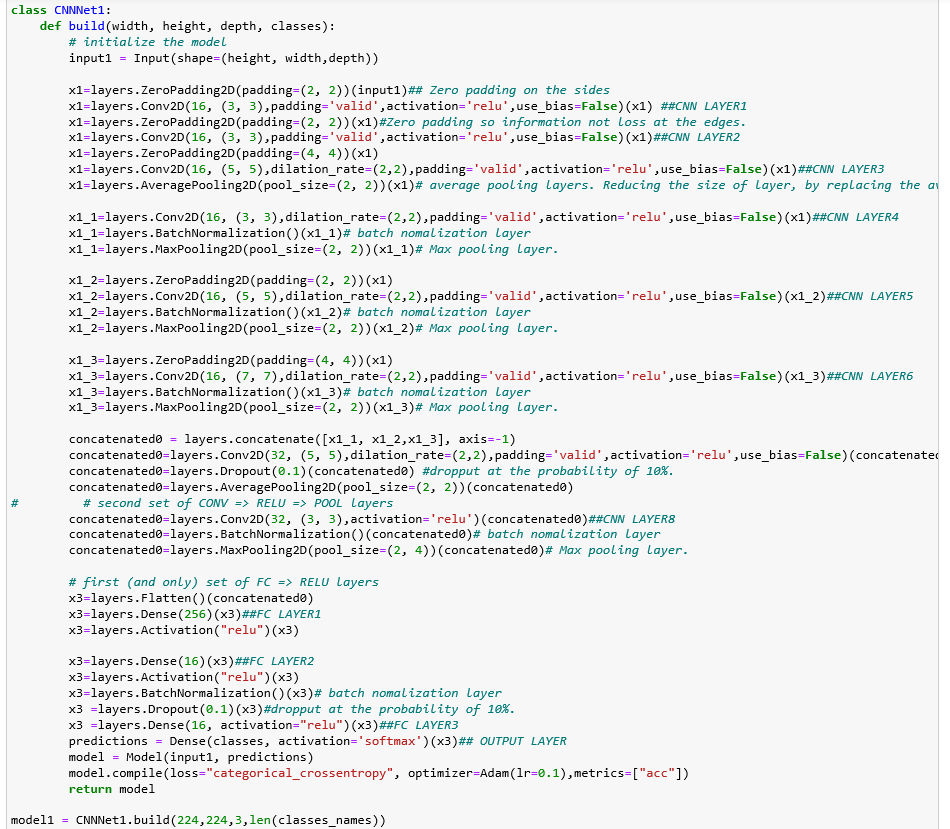 class CNNNet1:
    def build(width, height, depth, classes):
        # initialize the model
        input1 = Input(shape=(height, width,depth))

        x1=layers.ZeroPadding2D(padding=(2, 2))(input1)## Zero padding on the sides
        x1=layers.Conv2D(16, (3, 3),padding='valid',activation='relu',use_bias=False)(x1) ##CNN LAYER1
        x1=layers.ZeroPadding2D(padding=(2, 2))(x1)#Zero padding so information not loss at the edges.
        x1=layers.Conv2D(16, (3, 3),padding='valid',activation='relu',use_bias=False)(x1)##CNN LAYER2
        x1=layers.ZeroPadding2D(padding=(4, 4))(x1)
        x1=layers.Conv2D(16, (5, 5),dilation_rate=(2,2),padding='valid',activation='relu',use_bias=False)(x1)##CNN LAYER3
        x1=layers.AveragePooling2D(pool_size=(2, 2))(x1)# average pooling layers. Reducing the size of layer, by replacing the

        x1_1=layers.Conv2D(16, (3, 3),dilation_rate=(2,2),padding='valid',activation='relu',use_bias=False)(x1)##CNN LAYER4
        x1_1=layers.BatchNormalization()(x1_1)# batch nomalization layer
        x1_1=layers.MaxPooling2D(pool_size=(2, 2))(x1_1)# Max pooling layer.

        x1_2=layers.ZeroPadding2D(padding=(2, 2))(x1)
        x1_2=layers.Conv2D(16, (5, 5),dilation_rate=(2,2),padding='valid',activation='relu',use_bias=False)(x1_2)##CNN LAYER5
        x1_2=layers.BatchNormalization()(x1_2)# batch nomalization layer
        x1_2=layers.MaxPooling2D(pool_size=(2, 2))(x1_2)# Max pooling layer.

        x1_3=layers.ZeroPadding2D(padding=(4, 4))(x1)
        x1_3=layers.Conv2D(16, (7, 7),dilation_rate=(2,2),padding='valid',activation='relu',use_bias=False)(x1_3)##CNN LAYER6
        x1_3=layers.BatchNormalization()(x1_3)# batch nomalization layer
        x1_3=layers.MaxPooling2D(pool_size=(2, 2))(x1_3)# Max pooling layer.

        concatenated0 = layers.concatenate([x1_1, x1_2,x1_3], axis=-1)
        concatenated0=layers.Conv2D(32, (5, 5),dilation_rate=(2,2),padding='valid',activation='relu',use_bias=False)(concatenated
        concatenated0=layers.Dropout(0.1)(concatenated0) #dropput at the probability of 10%.
        concatenated0=layers.AveragePooling2D(pool_size=(2, 2))(concatenated0)
#         # second set of CONV => RELU => POOL layers
        concatenated0=layers.Conv2D(32, (3, 3),activation='relu')(concatenated0)##CNN LAYER8
        concatenated0=layers.BatchNormalization()(concatenated0)# batch nomalization layer
        concatenated0=layers.MaxPooling2D(pool_size=(2, 4))(concatenated0)# Max pooling layer.

        # first (and only) set of FC => RELU layers
        x3=layers.Flatten()(concatenated0)
        x3=layers.Dense(256)(x3)##FC LAYER1
        x3=layers.Activation("relu")(x3)

        x3=layers.Dense(16)(x3)##FC LAYER2
        x3=layers.Activation("relu")(x3)
        x3=layers.BatchNormalization()(x3)# batch nomalization layer
        x3 =layers.Dropout(0.1)(x3)#dropput at the probability of 10%.
        x3 =layers.Dense(16, activation="relu")(x3)##FC LAYER3
        predictions = Dense(classes, activation='softmax')(x3)## OUTPUT LAYER
        model = Model(input1, predictions)
        model.compile(loss="categorical_crossentropy", optimizer=Adam(lr=0.1),metrics=["acc"])
        return model

model1 = CNNNet1.build(224,224,3,len(classes_names))